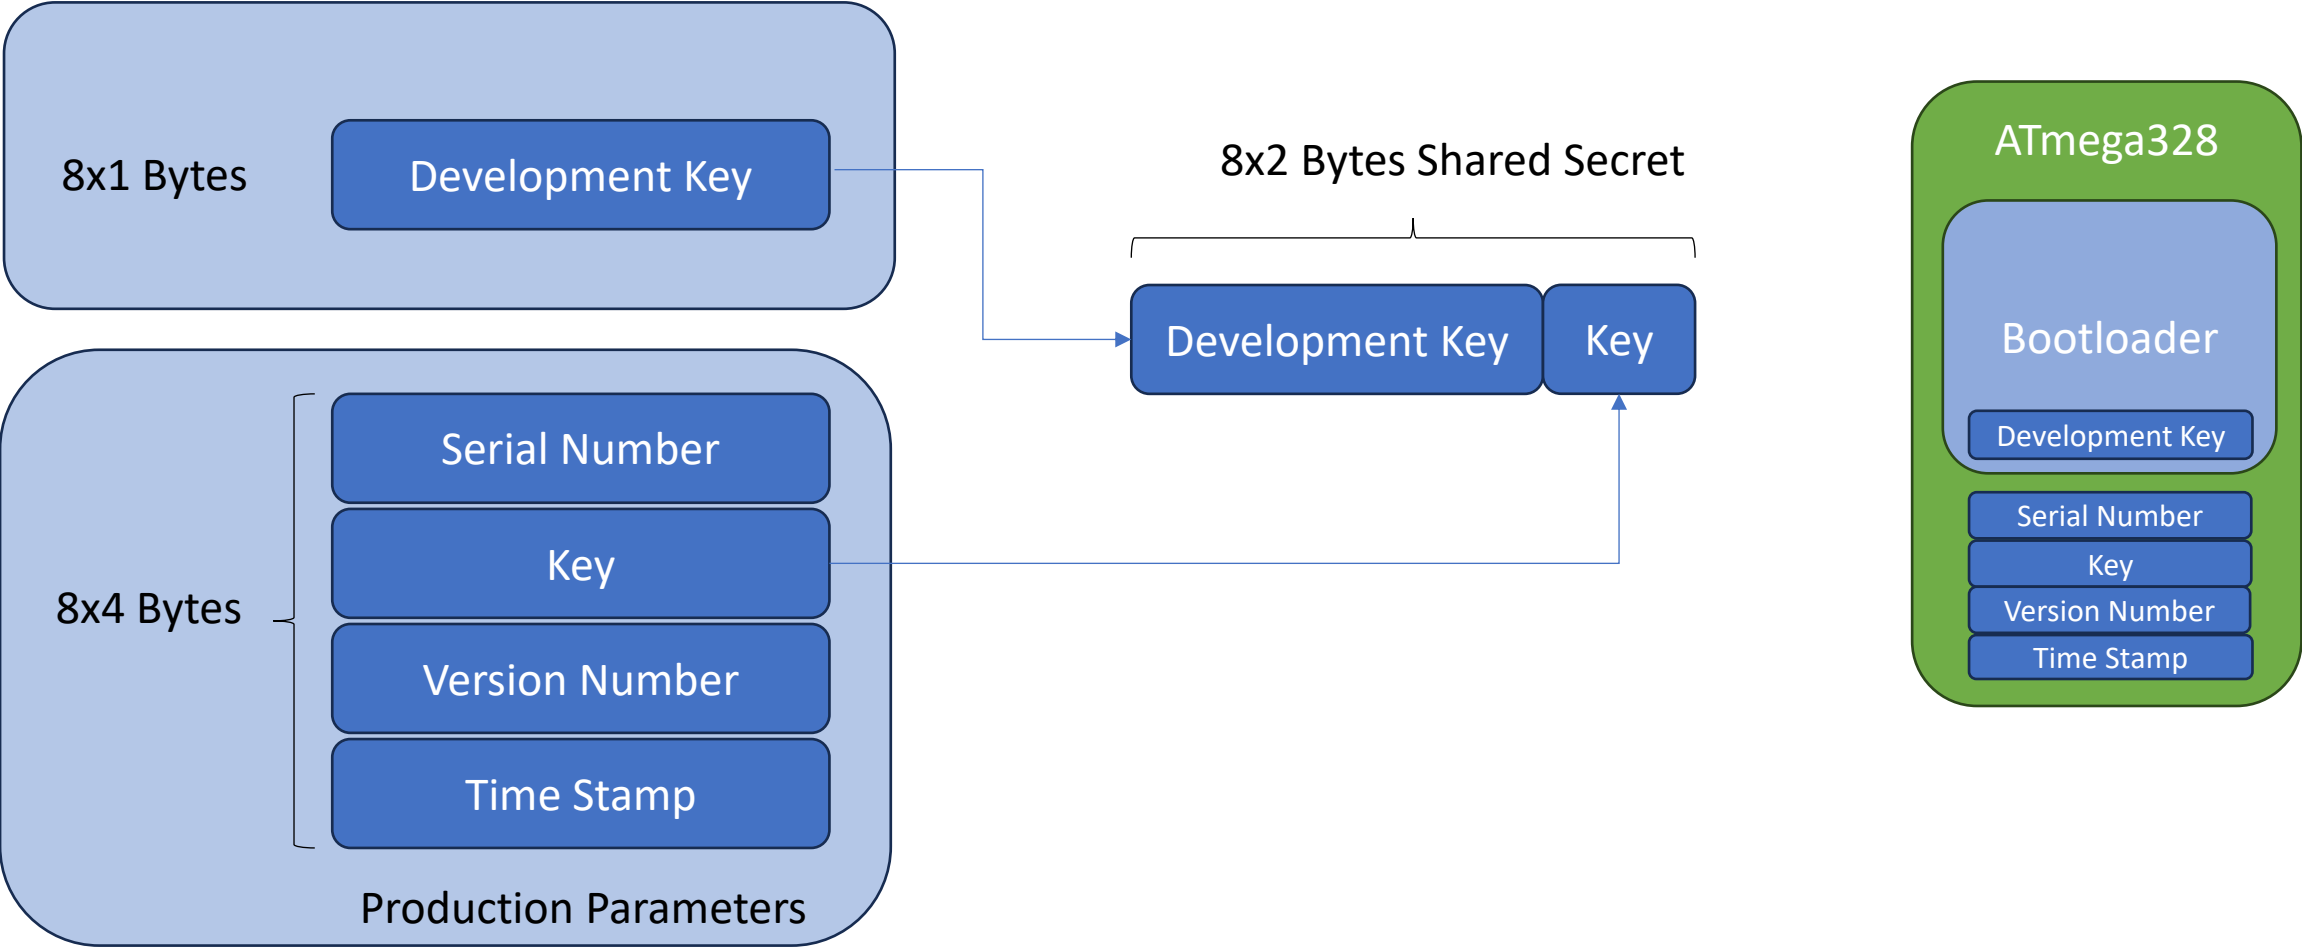 8x1 Bytes
Development Key
8x4 Bytes
Serial Number
Key
Version Number
Time Stamp
Production Parameters
8x2 Bytes Shared Secret
Development Key
Key
ATmega328
Bootloader
Development Key
Serial Number
Key
Version Number
Time Stamp